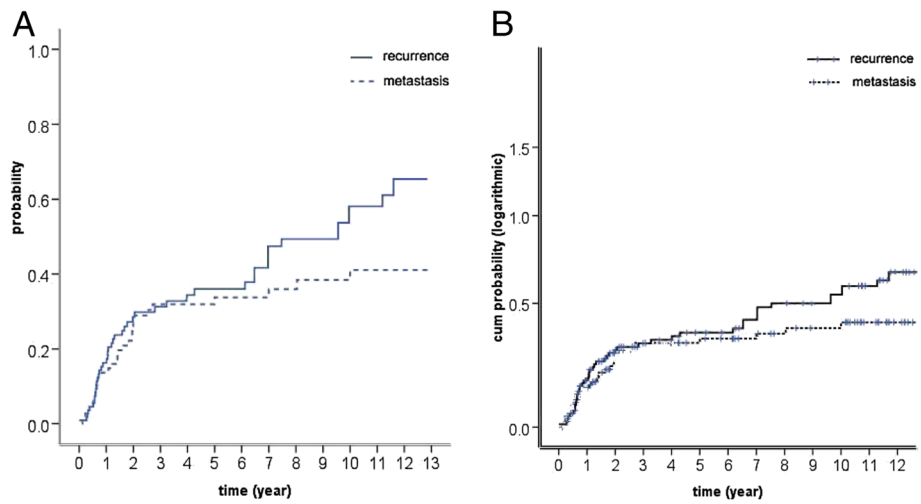 A
recurrence
metastasis
1.0
0.8
0.6
0.4
0.2
0.0
probability
0 1 2 3 4 5 6 7 8 9 10 11 12 13
time (year)
B
recurrence
metastasis
1.5
1.0
0.5
0.0
cum probability (logarithmic)
0 1 2 3 4 5 6 7 8 9 10 11 12
time (year)